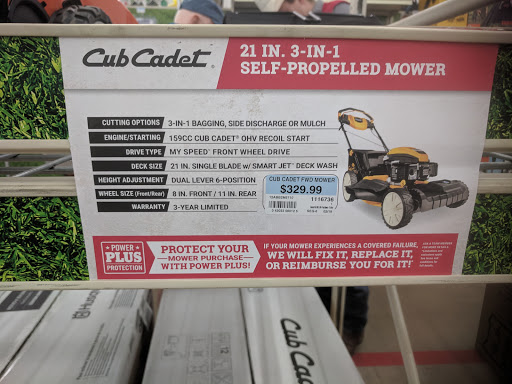 Cub Cadet
21 IN. 3-IN-1
SELF-PROPELLED MOWER
CUTTING OPTIONS 3-IN-1 BAGGING, SIDE DISCHARGE OR MULCH
ENGINE/STARTING 159CC CUB CADET® OHV RECOIL START
DRIVE TYPE MY SPEED® FRONT WHEEL DRIVE
DECK SIZE 21 IN. SINGLE BLADE w/ SMART JET® DECK WASH
HEIGHT ADJUSTMENT DUAL LEVER 6-POSITION
WHEEL SIZE (Front/Rear) 8 IN. FRONT / 11 IN. REAR
WARRANTY 3-YEAR LIMITED
CUB CADET FWD MOWER
$329.99
1116736
POWER
PLUS
PROTECTION
PROTECT YOUR
MOWER PURCHASE
WITH POWER PLUS!
IF YOUR MOWER EXPERIENCES A COVERED FAILURE,
WE WILL FIX IT, REPLACE IT,
OR REIMBURSE YOU FOR IT!
Cub Cad